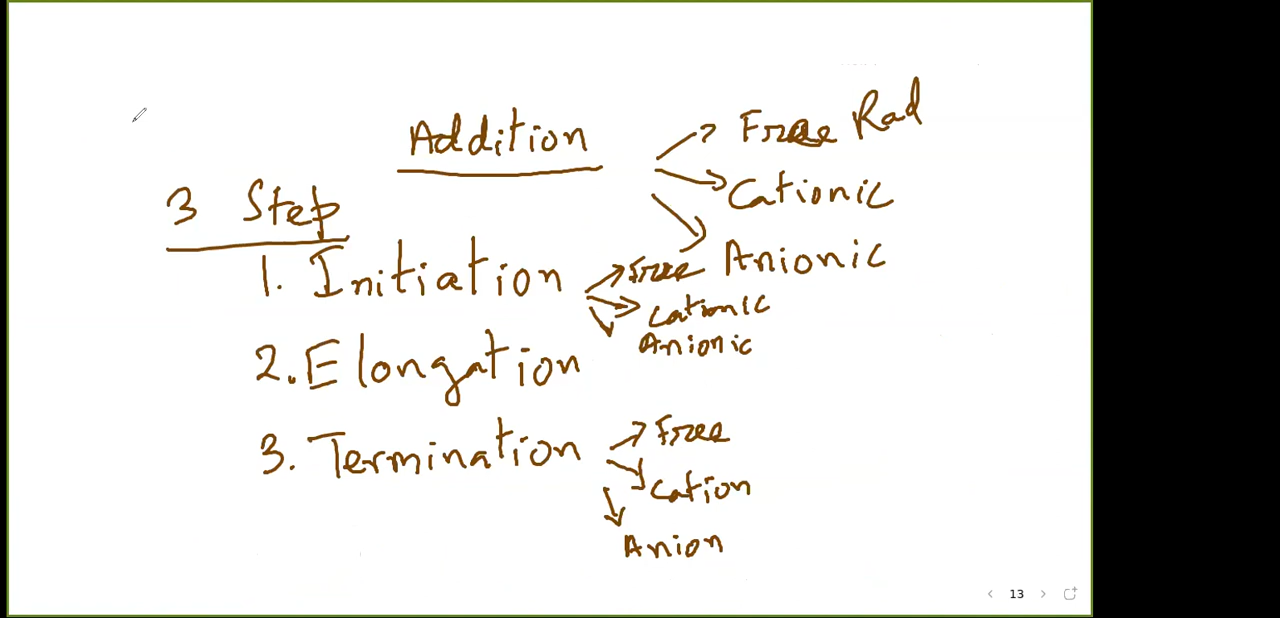 Addition
Free Rad
Cationic
Anionic
3 Step
1. Initiation
Free
Cationic
Anionic
2. Elongation
3. Termination
Free
Cation
Anion
13